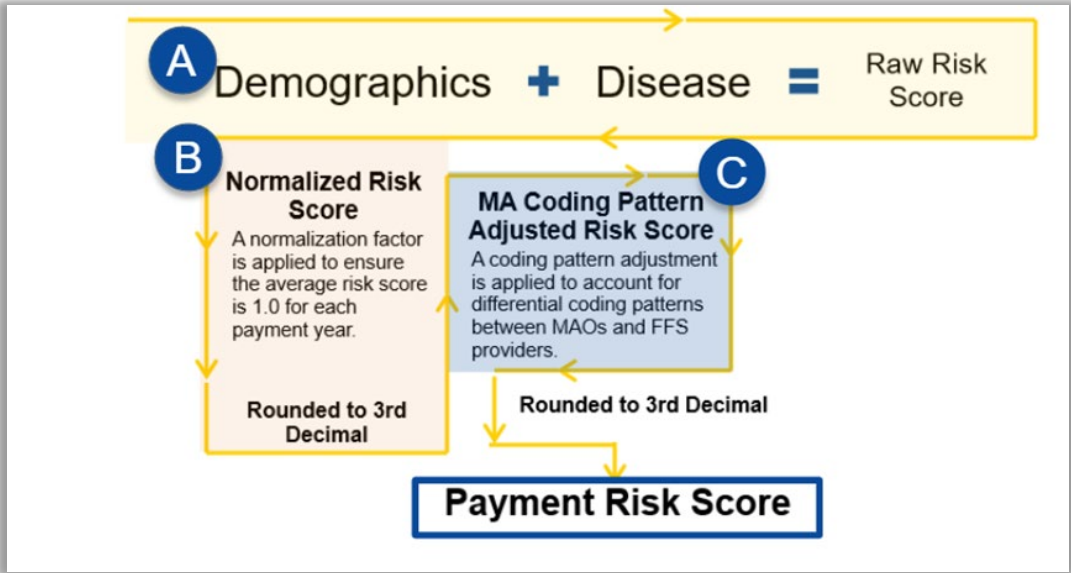 A
Demographics + Disease = Raw Risk
Score
B
Normalized Risk
Score
A normalization factor
is applied to ensure
the average risk score
is 1.0 for each
payment year.
Rounded to 3rd
Decimal
C
MA Coding Pattern
Adjusted Risk Score
A coding pattern adjustment
is applied to account for
differential coding patterns
between MAOs and FFS
providers.
Rounded to 3rd Decimal
Payment Risk Score